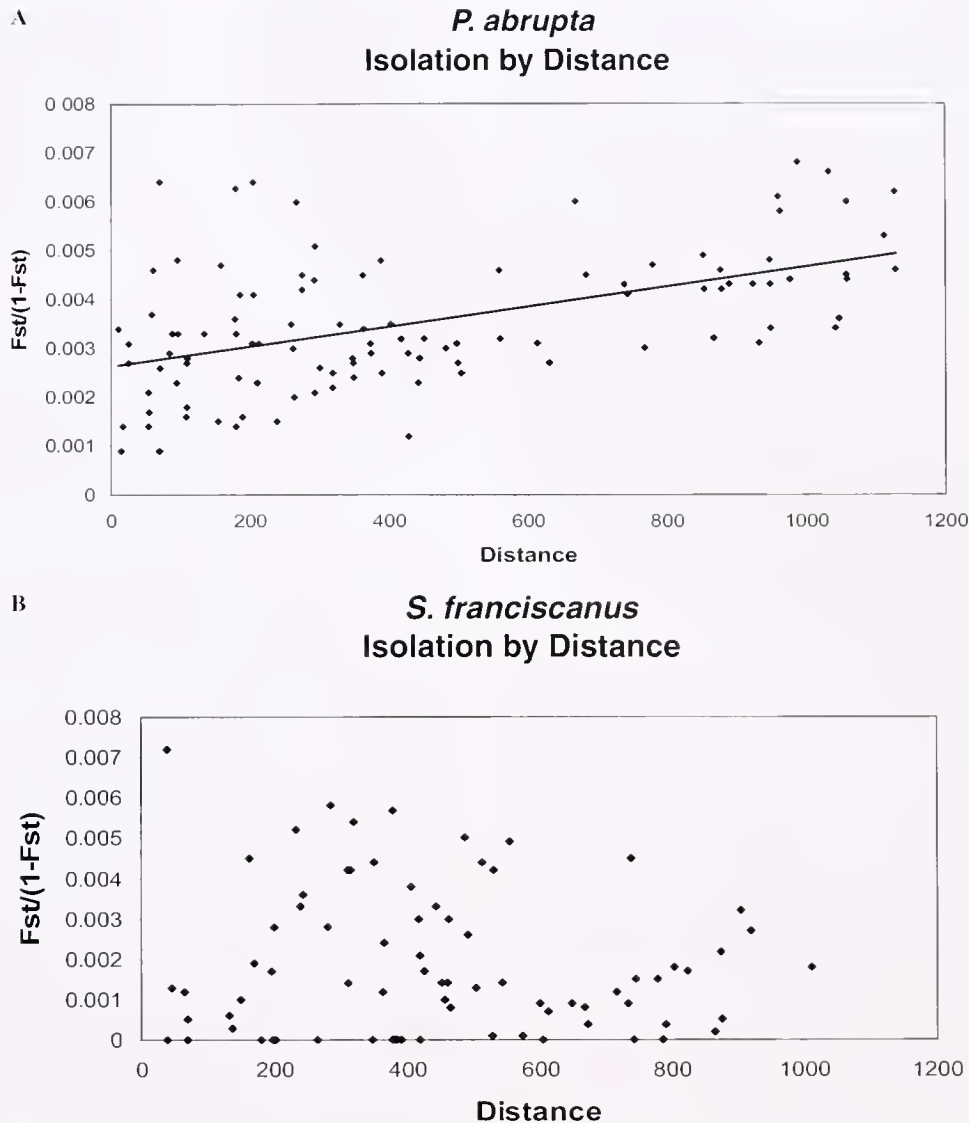 A
P. abrupta
Isolation by Distance
0 008
0.007
0.006
0.005
0.004
0.003
0.002
0.001
0
Fst/(1-Fst)
0 200 400 600 800 1000 1200
Distance
B
S. franciscanus
Isolation by Distance
0.008
0.007
0.006
0.005
0.004
0.003
0.002
0.001
0
Fst/(1-Fst)
0 200 400 600 800 1000 1200
Distance